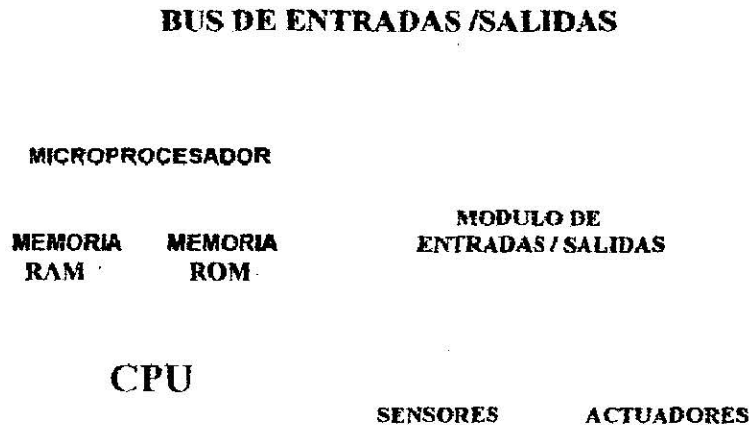 BUS DE ENTRADAS /SALIDAS
MICROPROCESADOR
MEMORIA MEMORIA
RAM ROM
MODULO DE
ENTRADAS / SALIDAS
CPU
SENSORES ACTUADORES